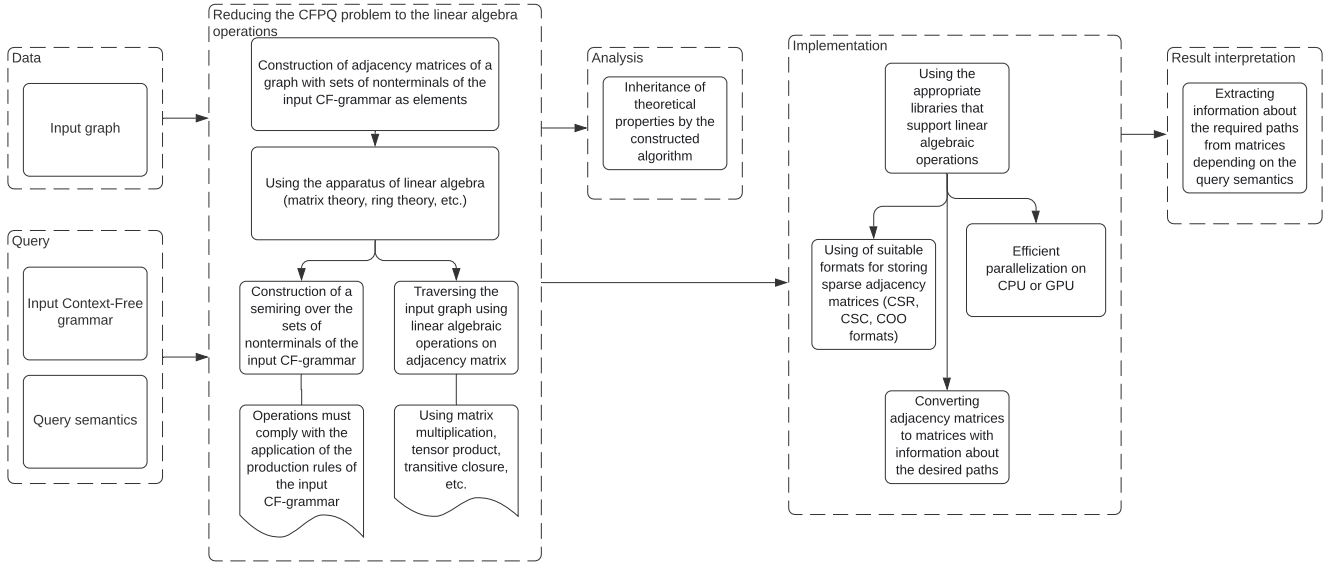 Data
Input graph
Query
Input Context-Free
grammar
Query semantics
Reducing the CFPQ problem to the linear algebra
operations
Construction of adjacency matrices of a
graph with sets of nonterminals of the
input CF-grammar as elements
Using the apparatus of linear algebra
(matrix theory, ring theory, etc.)
Construction of a
semiring over the
sets of
nonterminals of the
input CF-grammar
Traversing the
input graph using
linear algebraic
operations on
adjacency matrix
Operations must
comply with the
application of the
production rules of
the input
CF-grammar
Using matrix
multiplication,
tensor product,
transitive closure,
etc.
Analysis
Inheritance of
theoretical
properties by the
constructed
algorithm
Implementation
Using the
appropriate
libraries that
support linear
algebraic
operations
Using of suitable
formats for storing
sparse adjacency
matrices (CSR,
CSC, COO
formats)
Efficient
parallelization on
CPU or GPU
Converting
adjacency matrices
to matrices with
information about
the desired paths
Result interpretation
Extracting
information about
the required paths
from matrices
depending on the
query semantics